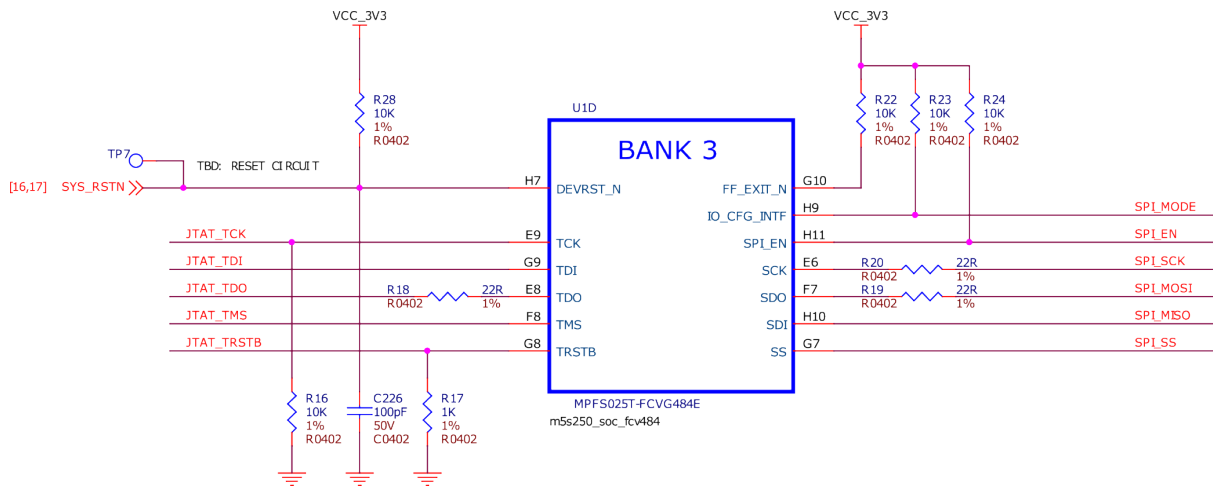 VCC_3V3
VCC_3V3
R28
10K
1%
R0402
R22
10K
1%
R0402
R23
10K
1%
R0402
R24
10K
1%
R0402
U1D
BANK 3
TP7
TBD: RESET CIRCUIT
[16,17] SYS_RSTN
H7
DEVRST_N
FF_EXIT_N
G10
IO_CFG_INTF
H9
SPI_MODE
JTAT_TCK
E9
TCK
SPI_EN
H11
SPI_EN
JTAT_TDI
G9
TDI
SCK
E6
R20
R0402
22R
1%
SPI_SCK
JTAT_TDO
R18
R0402
22R
1%
E8
TDO
SDO
F7
R19
R0402
22R
1%
SPI_MOSI
JTAT_TMS
F8
TMS
SDI
H10
SPI_MISO
JTAT_TRSTB
G8
TRSTB
SS
G7
SPI_SS
R16
10K
1%
R0402
C226
100pF
50V
C0402
R17
1K
1%
R0402
MPFS025T-FCVG484E
m5s250_soc_fcv484